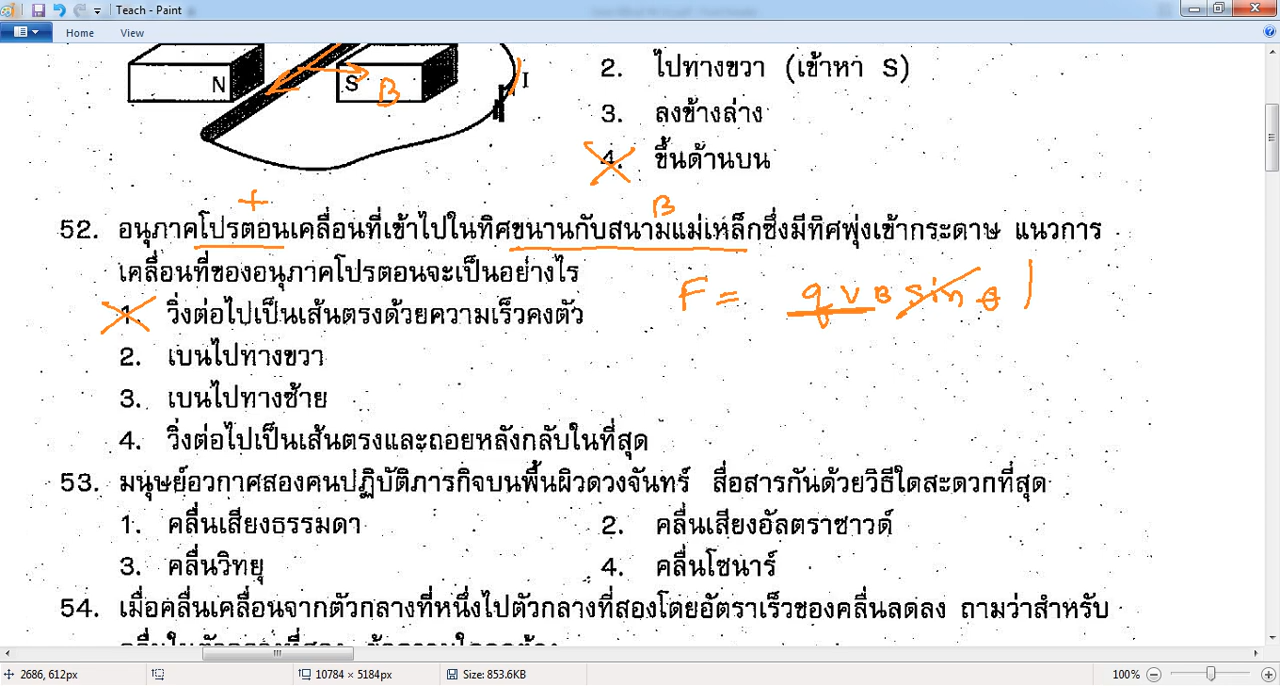 Teach - Paint
Home View
N S B I
2. ไปทางขวา (เข้าหา S)
3. ลงข้างล่าง
4. ขึ้นด้านบน
+ B
52. อนุภาคโปรตอนเคลื่อนที่เข้าไปในทิศขนานกับสนามแม่เหล็กซึ่งมีทิศพุ่งเข้ากระดาษ แนวการ
เคลื่อนที่ของอนุภาคโปรตอนจะเป็นอย่างไร
F = qvB sin θ
1. วิ่งต่อไปเป็นเส้นตรงด้วยความเร็วคงตัว
2. เบนไปทางขวา
3. เบนไปทางซ้าย
4. วิ่งต่อไปเป็นเส้นตรงและถอยหลังกลับในที่สุด
53. มนุษย์อวกาศสองคนปฏิบัติภารกิจบนพื้นผิวดวงจันทร์ สื่อสารกันด้วยวิธีใดสะดวกที่สุด
1. คลื่นเสียงธรรมดา 2. คลื่นเสียงอัลตราซาวด์
3. คลื่นวิทยุ 4. คลื่นโซนาร์
54. เมื่อคลื่นเคลื่อนจากตัวกลางที่หนึ่งไปตัวกลางที่สองโดยอัตราเร็วของคลื่นลดลง ถามว่าสำหรับ
2686, 612px 10784 × 5184px Size: 853.6KB 100%